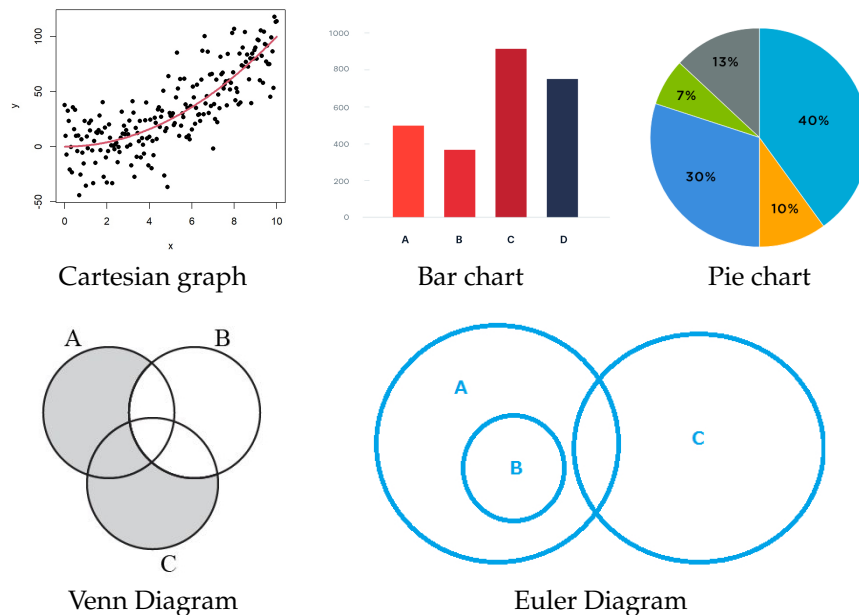 100
50
0
-50
y
0 2 4 6 8 10
x
Cartesian graph
1000
800
600
400
200
0
A B C D
Bar chart
13%
7%
40%
30%
10%
Pie chart
A B
C
Venn Diagram
A
B
C
Euler Diagram